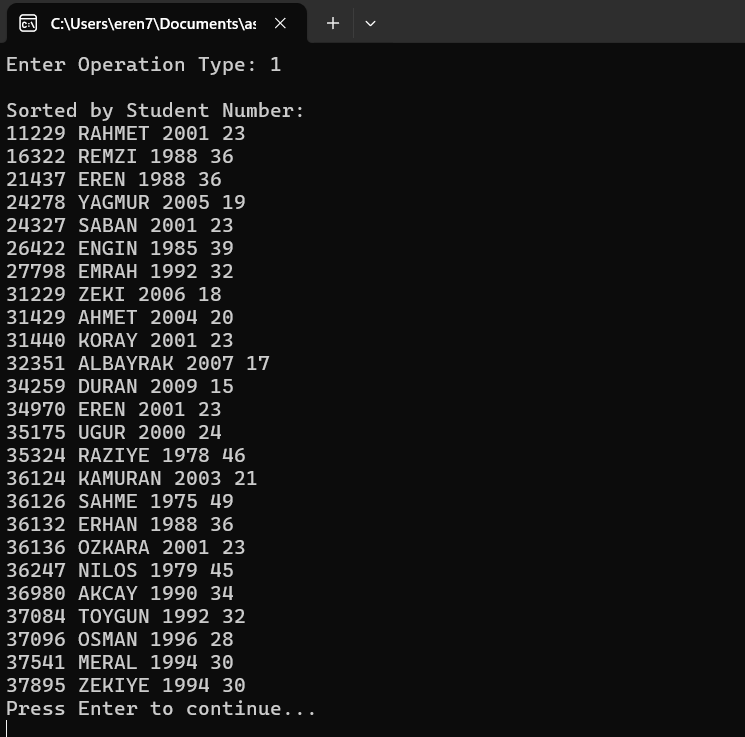 C:\Users\eren7\Documents\as
Enter Operation Type: 1
Sorted by Student Number:
11229 RAHMET 2001 23
16322 REMZI 1988 36
21437 EREN 1988 36
24278 YAGMUR 2005 19
24327 SABAN 2001 23
26422 ENGIN 1985 39
27798 EMRAH 1992 32
31229 ZEKI 2006 18
31429 AHMET 2004 20
31440 KORAY 2001 23
32351 ALBAYRAK 2007 17
34259 DURAN 2009 15
34970 EREN 2001 23
35175 UGUR 2000 24
35324 RAZIYE 1978 46
36124 KAMURAN 2003 21
36126 SAHME 1975 49
36132 ERHAN 1988 36
36136 OZKARA 2001 23
36247 NILOS 1979 45
36980 AKCAY 1990 34
37084 TOYGUN 1992 32
37096 OSMAN 1996 28
37541 MERAL 1994 30
37895 ZEKIYE 1994 30
Press Enter to continue...